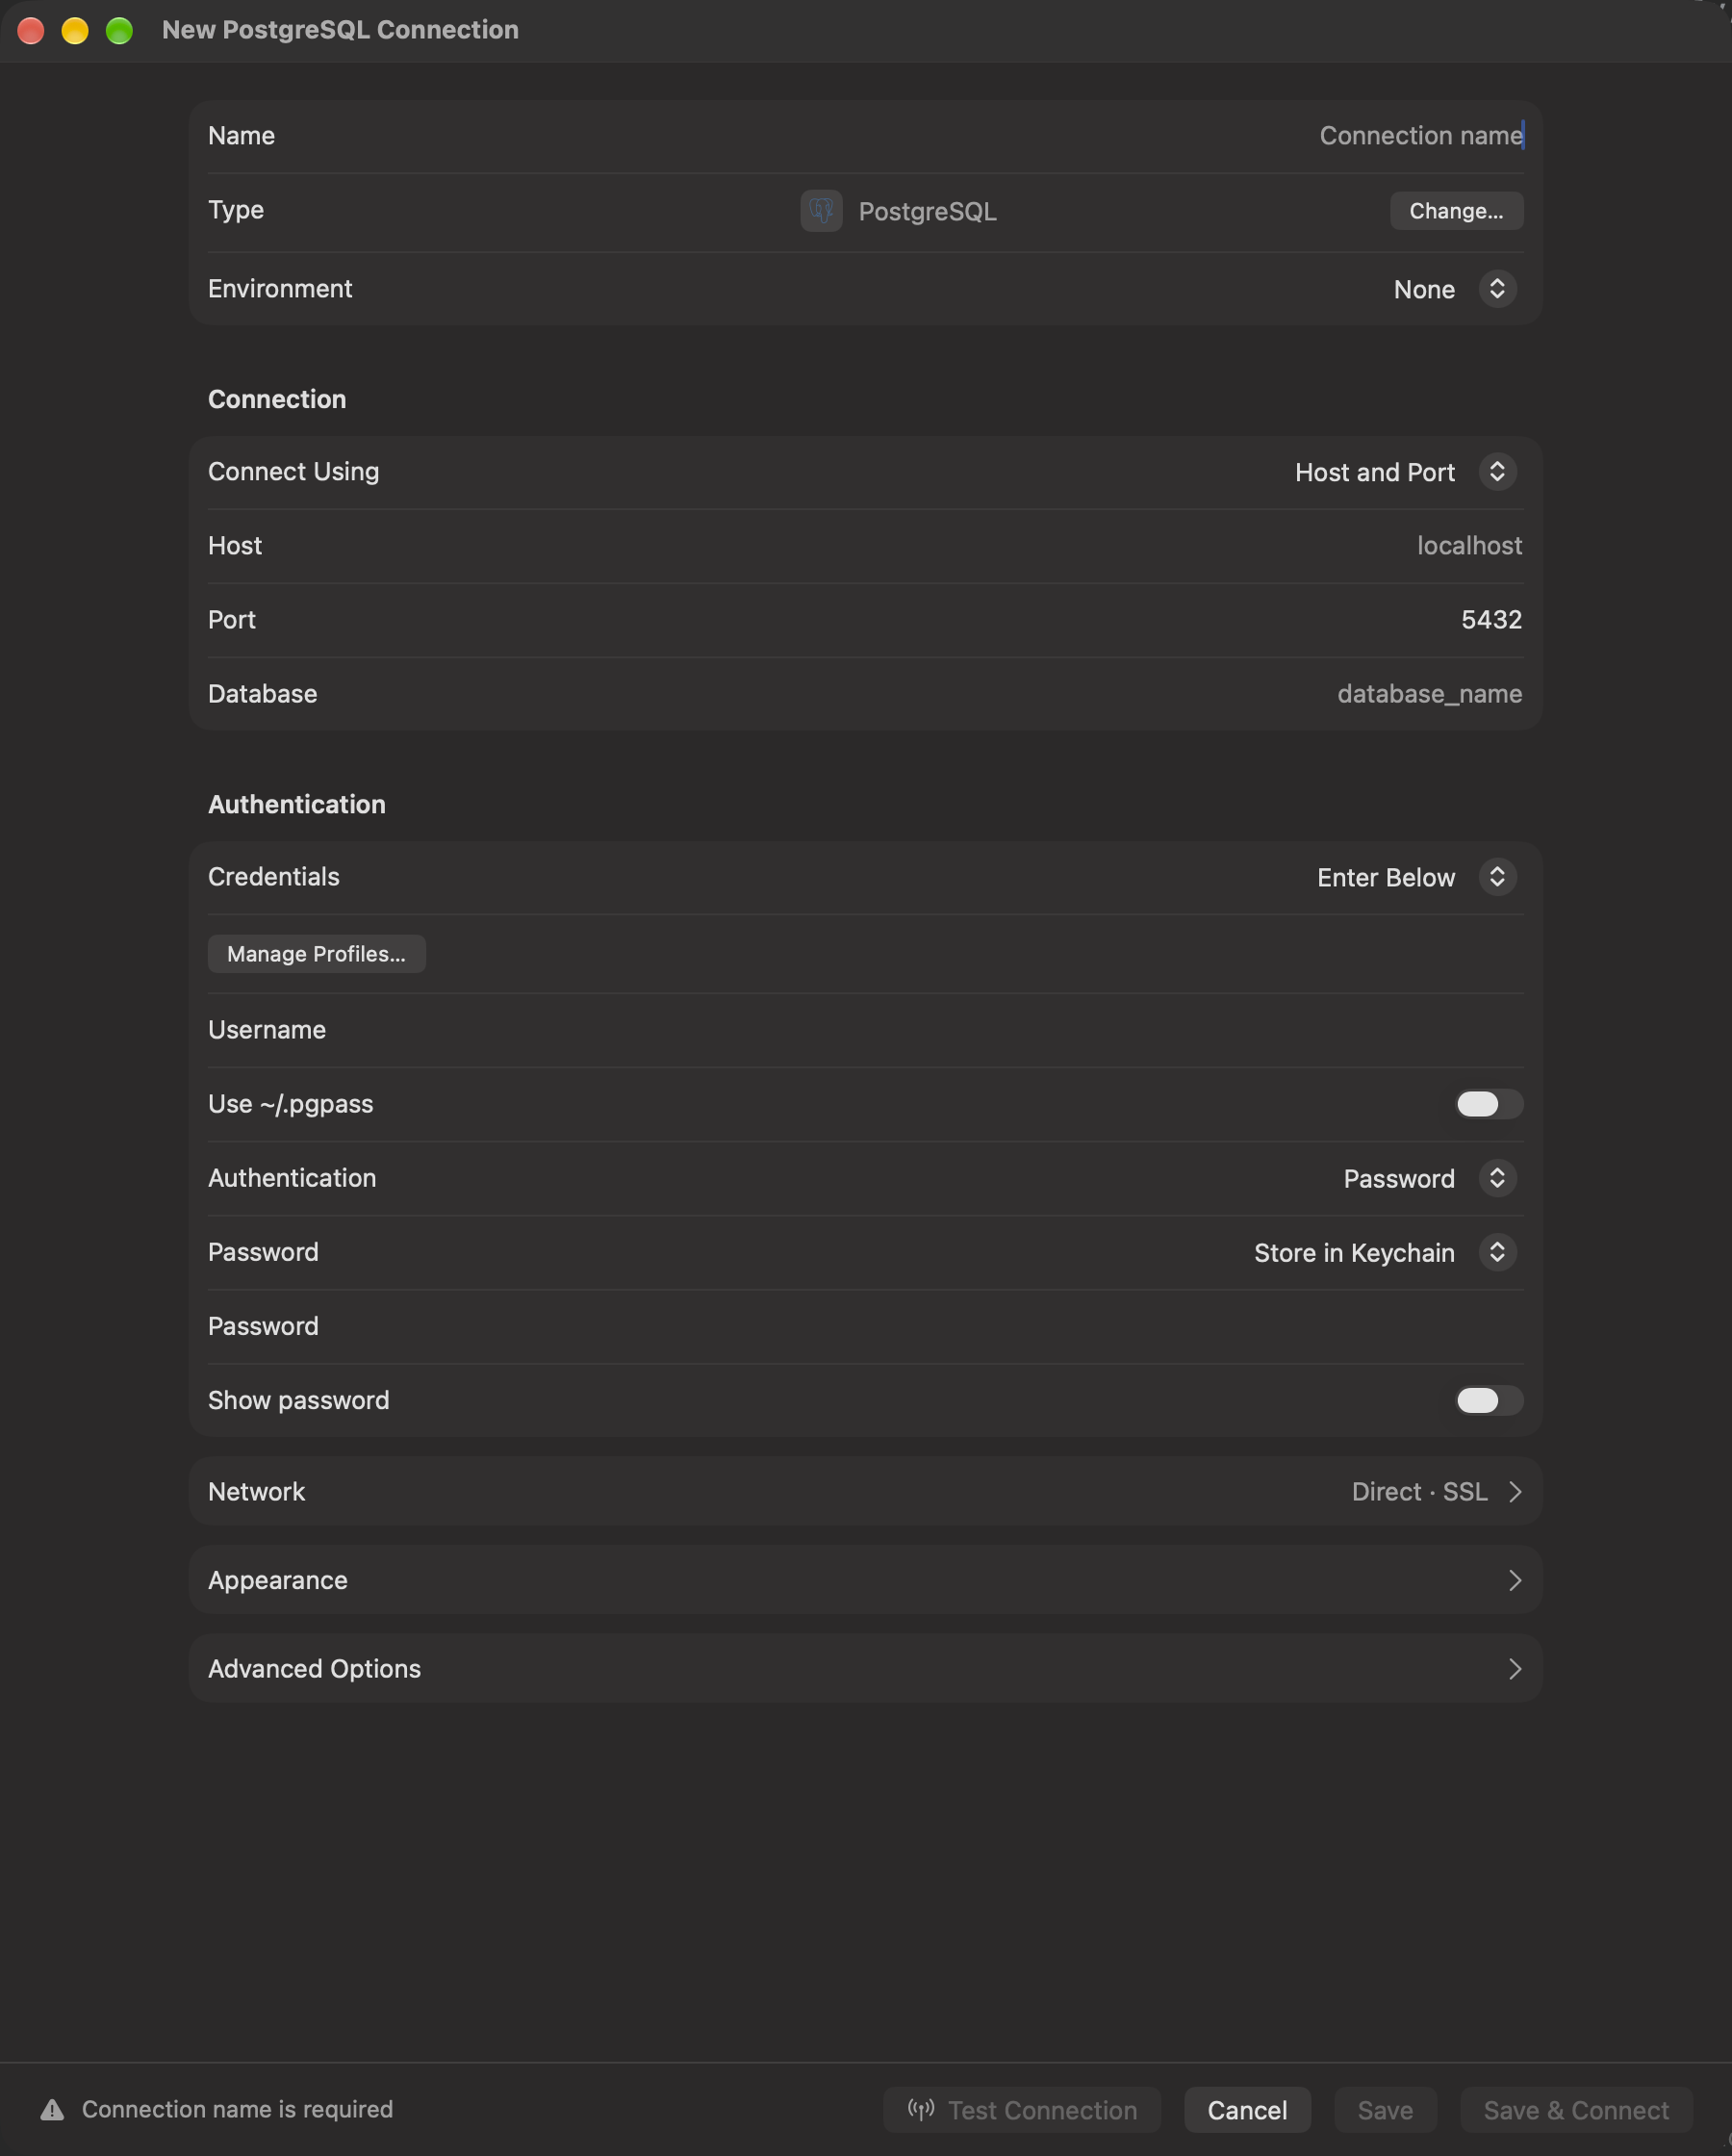 New PostgreSQL Connection
Name Connection name
Type PostgreSQL Change...
Environment None
Connection
Connect Using Host and Port
Host localhost
Port 5432
Database database_name
Authentication
Credentials Enter Below
Manage Profiles...
Username
Use ~/.pgpass
Authentication Password
Password Store in Keychain
Password
Show password
Network Direct · SSL
Appearance
Advanced Options
Connection name is required Test Connection Cancel Save Save & Connect